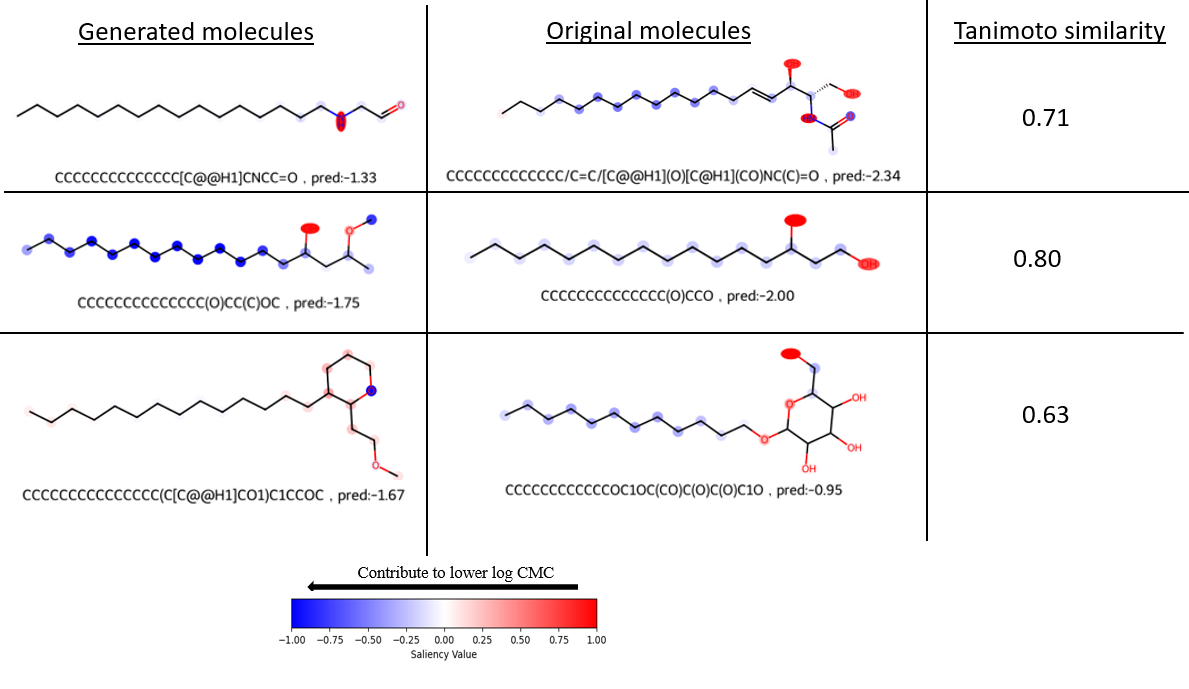 Generated molecules
Original molecules
Tanimoto similarity
O
OH
OH
HN
O
0.71
CCCCCCCCCCCCCC[C@@H1]CNCC=O , pred:-1.33
CCCCCCCCCCCCC/C=C/[C@@H1](O)[C@H1](CO)NC(C)=O , pred:-2.34
O
OH
0.80
CCCCCCCCCCCCCC(O)CC(C)OC , pred:-1.75
CCCCCCCCCCCCCC(O)CCO , pred:-2.00
O
O
O
OH
OH
OH
0.63
CCCCCCCCCCCCCCC(C[C@@H1]CO1)C1CCOC , pred:-1.67
CCCCCCCCCCCCOC1OC(CO)C(O)C(O)C1O , pred:-0.95
Contribute to lower log CMC
−1.00 −0.75 −0.50 −0.25 0.00 0.25 0.50 0.75 1.00
Saliency Value